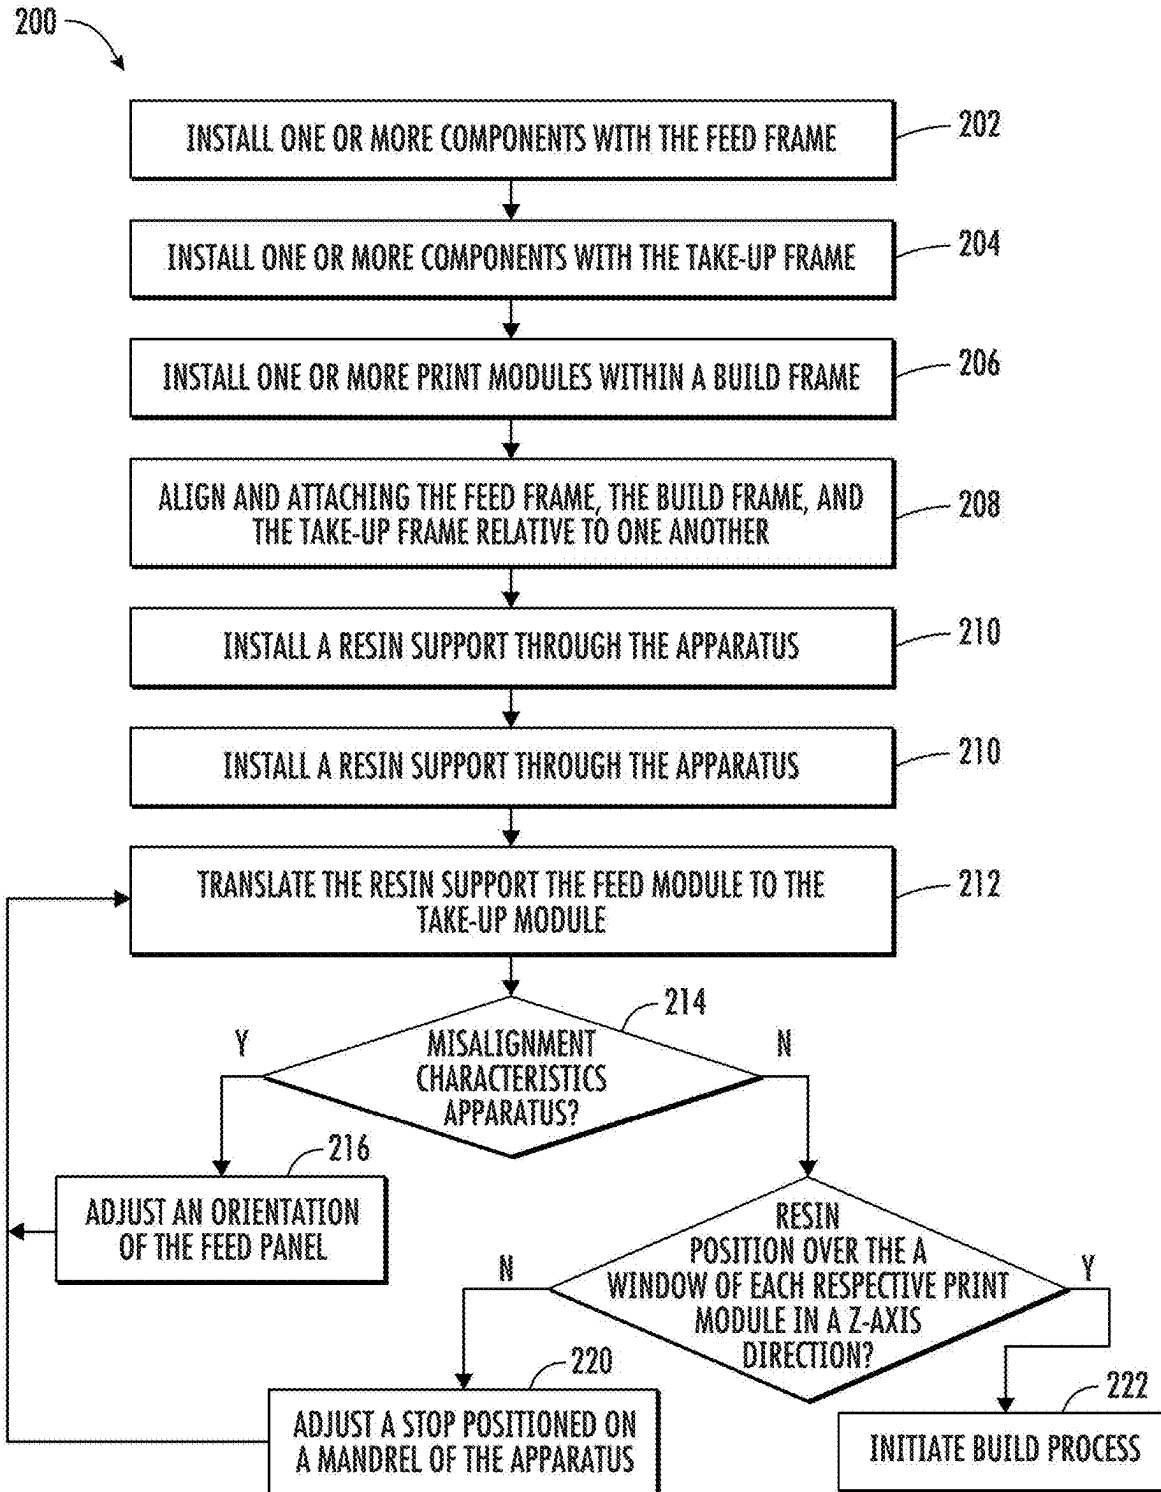 200
INSTALL ONE OR MORE COMPONENTS WITH THE FEED FRAME
202
INSTALL ONE OR MORE COMPONENTS WITH THE TAKE-UP FRAME
204
INSTALL ONE OR MORE PRINT MODULES WITHIN A BUILD FRAME
206
ALIGN AND ATTACHING THE FEED FRAME, THE BUILD FRAME, AND
THE TAKE-UP FRAME RELATIVE TO ONE ANOTHER
208
INSTALL A RESIN SUPPORT THROUGH THE APPARATUS
210
INSTALL A RESIN SUPPORT THROUGH THE APPARATUS
210
TRANSLATE THE RESIN SUPPORT THE FEED MODULE TO THE
TAKE-UP MODULE
212
214
Y
MISALIGNMENT
CHARACTERISTICS
APPARATUS?
N
216
ADJUST AN ORIENTATION
OF THE FEED PANEL
N
RESIN
POSITION OVER THE A
WINDOW OF EACH RESPECTIVE PRINT
MODULE IN A Z-AXIS
DIRECTION?
Y
220
ADJUST A STOP POSITIONED ON
A MANDREL OF THE APPARATUS
222
INITIATE BUILD PROCESS